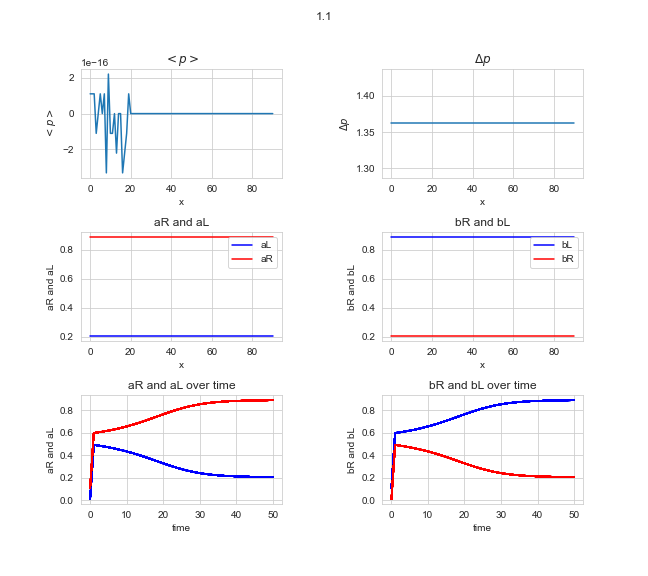 1.1
< p >
1e−16
2
0
−2
< p >
0 20 40 60 80
x
Δp
1.40
1.35
1.30
Δp
0 20 40 60 80
x
aR and aL
0.8
0.6
0.4
0.2
aR and aL
aL
aR
0 20 40 60 80
x
bR and bL
0.8
0.6
0.4
0.2
bR and bL
bL
bR
0 20 40 60 80
x
aR and aL over time
0.8
0.6
0.4
0.2
0.0
aR and aL
0 10 20 30 40 50
time
bR and bL over time
0.8
0.6
0.4
0.2
0.0
bR and bL
0 10 20 30 40 50
time